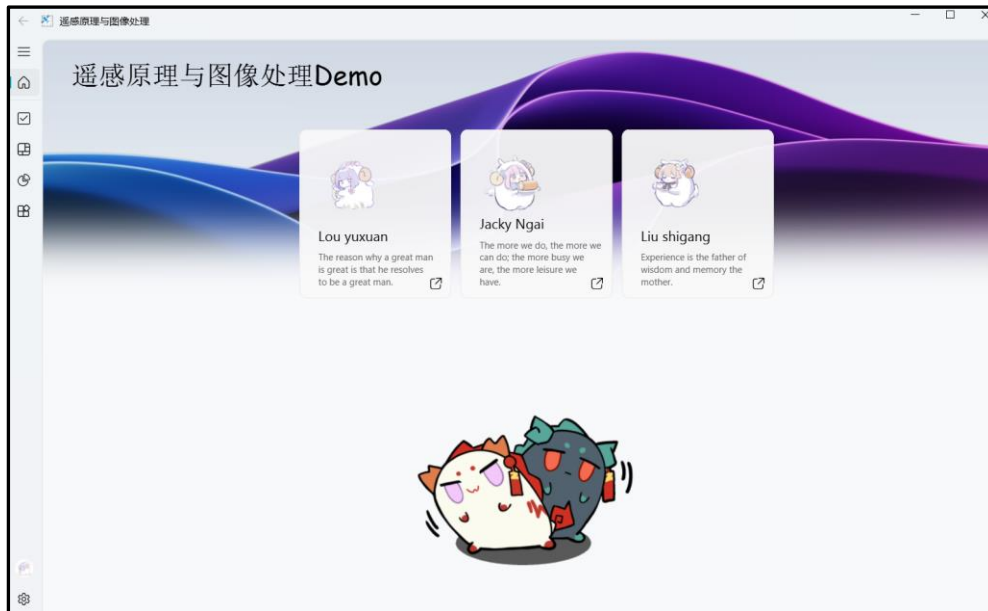 遥感原理与图像处理
遥感原理与图像处理Demo
Lou yuxuan
The reason why a great man
is great is that he resolves
to be a great man.
Jacky Ngai
The more we do, the more we
can do; the more busy we
are, the more leisure we
have.
Liu shigang
Experience is the father of
wisdom and memory the
mother.